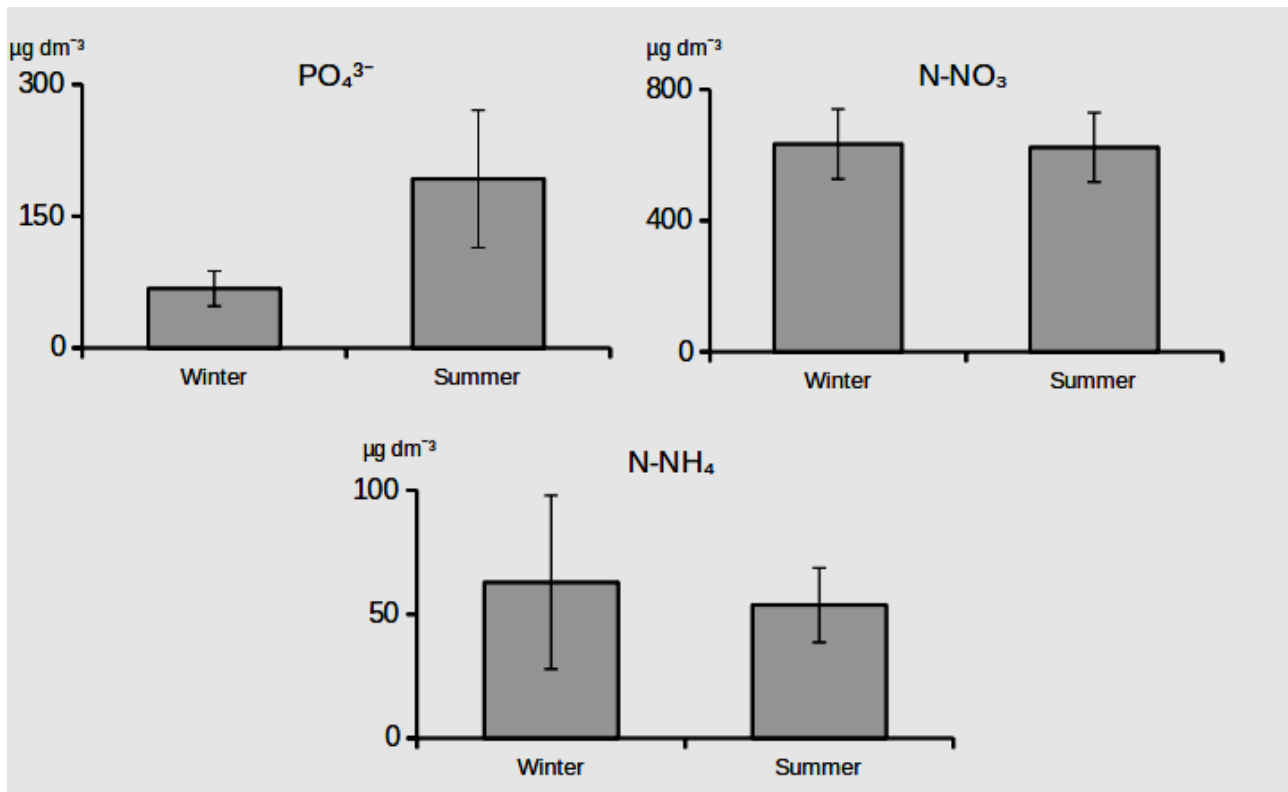 µg dm⁻³
PO₄³⁻
300
150
0
Winter Summer
µg dm⁻³
N-NO₃
800
400
0
Winter Summer
µg dm⁻³
N-NH₄
100
50
0
Winter Summer